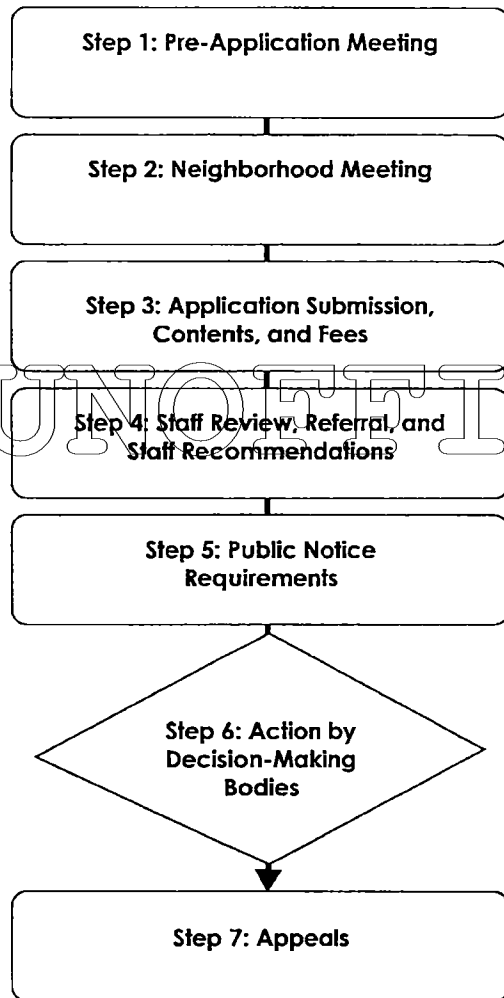 Step 1: Pre-Application Meeting
Step 2: Neighborhood Meeting
Step 3: Application Submission,
Contents, and Fees
UNOFFI
Step 4: Staff Review, Referral, and
Staff Recommendations
Step 5: Public Notice
Requirements
Step 6: Action by
Decision-Making
Bodies
Step 7: Appeals